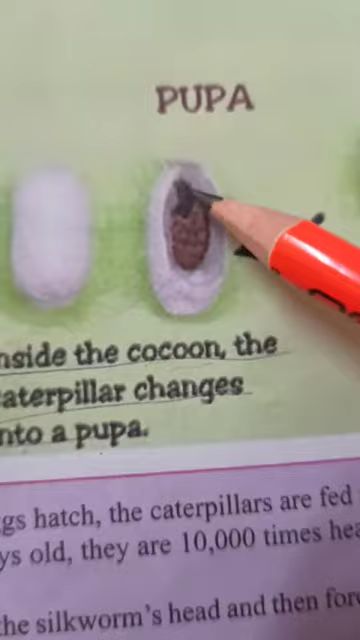 PUPA
nside the cocoon, the
aterpillar changes
nto a pupa.
gs hatch, the caterpillars are fed
ys old, they are 10,000 times hea
the silkworm's head and then fore